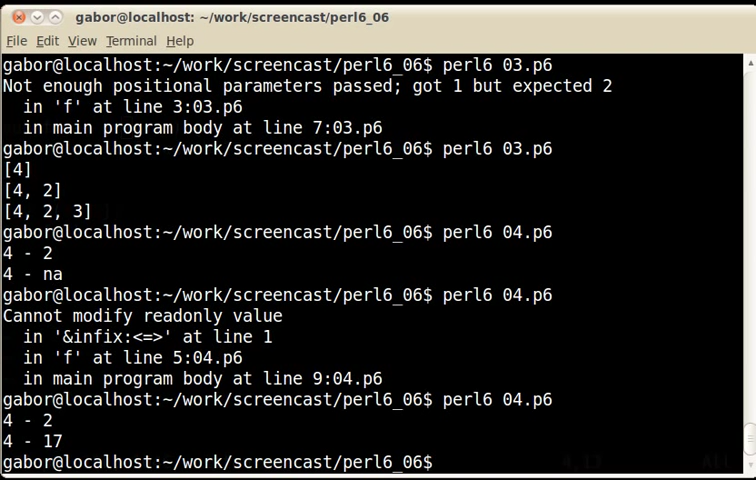 gabor@localhost: ~/work/screencast/perl6_06
File Edit View Terminal Help
gabor@localhost:~/work/screencast/perl6_06$ perl6 03.p6
Not enough positional parameters passed; got 1 but expected 2
  in 'f' at line 3:03.p6
  in main program body at line 7:03.p6
gabor@localhost:~/work/screencast/perl6_06$ perl6 03.p6
[4]
[4, 2]
[4, 2, 3]
gabor@localhost:~/work/screencast/perl6_06$ perl6 04.p6
4 - 2
4 - na
gabor@localhost:~/work/screencast/perl6_06$ perl6 04.p6
Cannot modify readonly value
  in '&infix:<=>' at line 1
  in 'f' at line 5:04.p6
  in main program body at line 9:04.p6
gabor@localhost:~/work/screencast/perl6_06$ perl6 04.p6
4 - 2
4 - 17
gabor@localhost:~/work/screencast/perl6_06$